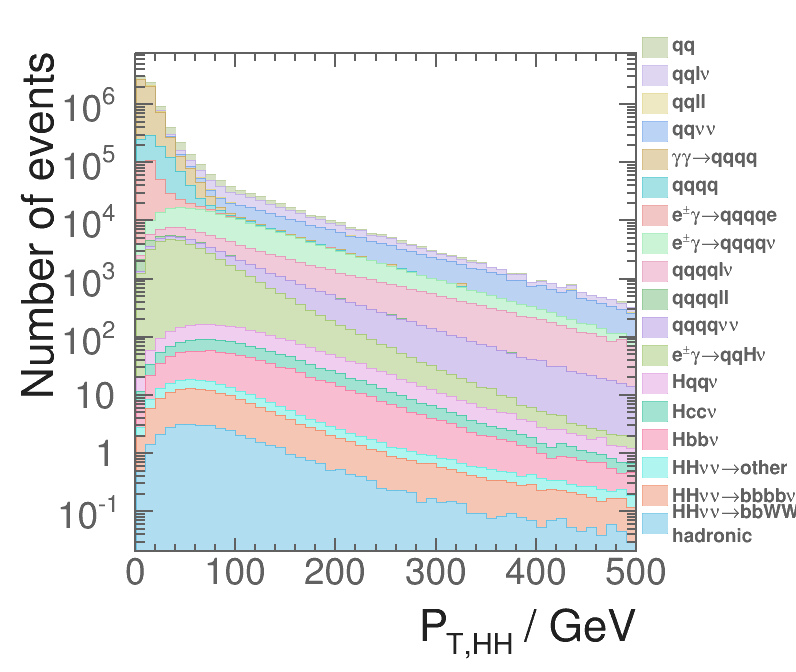 Number of events
10⁶
10⁵
10⁴
10³
10²
10
1
10⁻¹
0 100 200 300 400 500
P_T,HH / GeV
qq
qqlν
qqll
qqνν
γγ→qqqq
qqqq
e±γ→qqqqe
e±γ→qqqqν
qqqqlν
qqqqll
qqqqνν
e±γ→qqHν
Hqqν
Hccν
Hbbν
HHνν→other
HHνν→bbbbν
HHνν→bbWW
hadronic